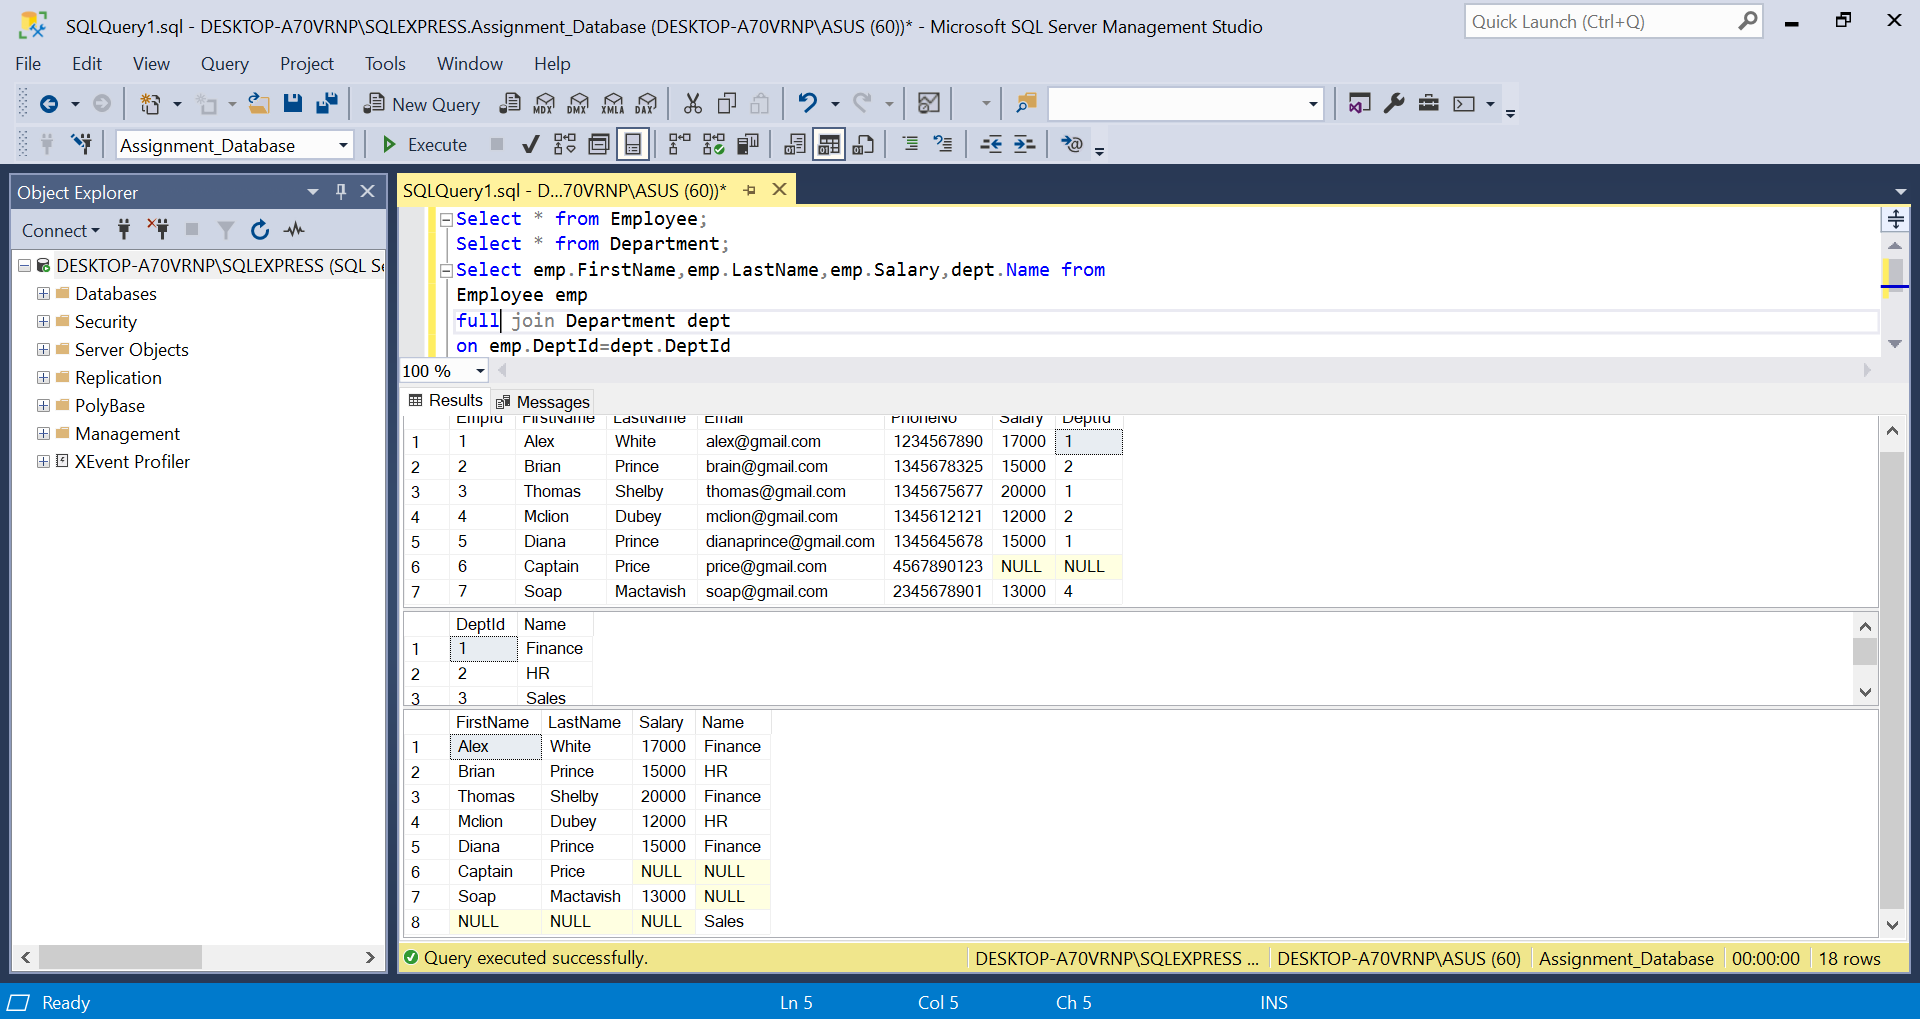 SQLQuery1.sql - DESKTOP-A70VRNP\SQLEXPRESS.Assignment_Database (DESKTOP-A70VRNP\ASUS (60))* - Microsoft SQL Server Management Studio
Quick Launch (Ctrl+Q)
File Edit View Query Project Tools Window Help
New Query MDX DMX XMLA DAX
Assignment_Database Execute
Object Explorer
Connect
DESKTOP-A70VRNP\SQLEXPRESS (SQL Se
Databases
Security
Server Objects
Replication
PolyBase
Management
XEvent Profiler
SQLQuery1.sql - D...70VRNP\ASUS (60))*
Select * from Employee;
Select * from Department;
Select emp.FirstName,emp.LastName,emp.Salary,dept.Name from
Employee emp
full join Department dept
on emp.DeptId=dept.DeptId
100 %
Results Messages
EmpId FirstName LastName Email PhoneNo Salary DeptId
1 1 Alex White alex@gmail.com 1234567890 17000 1
2 2 Brian Prince brain@gmail.com 1345678325 15000 2
3 3 Thomas Shelby thomas@gmail.com 1345675677 20000 1
4 4 Mclion Dubey mclion@gmail.com 1345612121 12000 2
5 5 Diana Prince dianaprince@gmail.com 1345645678 15000 1
6 6 Captain Price price@gmail.com 4567890123 NULL NULL
7 7 Soap Mactavish soap@gmail.com 2345678901 13000 4
DeptId Name
1 1 Finance
2 2 HR
3 3 Sales
FirstName LastName Salary Name
1 Alex White 17000 Finance
2 Brian Prince 15000 HR
3 Thomas Shelby 20000 Finance
4 Mclion Dubey 12000 HR
5 Diana Prince 15000 Finance
6 Captain Price NULL NULL
7 Soap Mactavish 13000 NULL
8 NULL NULL NULL Sales
Query executed successfully. DESKTOP-A70VRNP\SQLEXPRESS ... DESKTOP-A70VRNP\ASUS (60) Assignment_Database 00:00:00 18 rows
Ready Ln 5 Col 5 Ch 5 INS